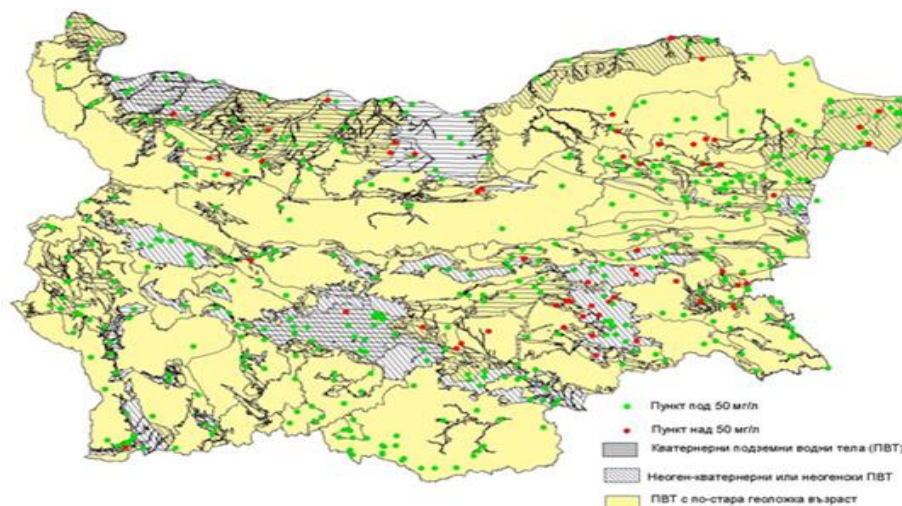 Пункт под 50 мг/л
Пункт над 50 мг/л
Кватернерни подземни водни тела (ПВТ)
Неоген-кватернерни или неогенски ПВТ
ПВТ с по-стара геоложка възраст